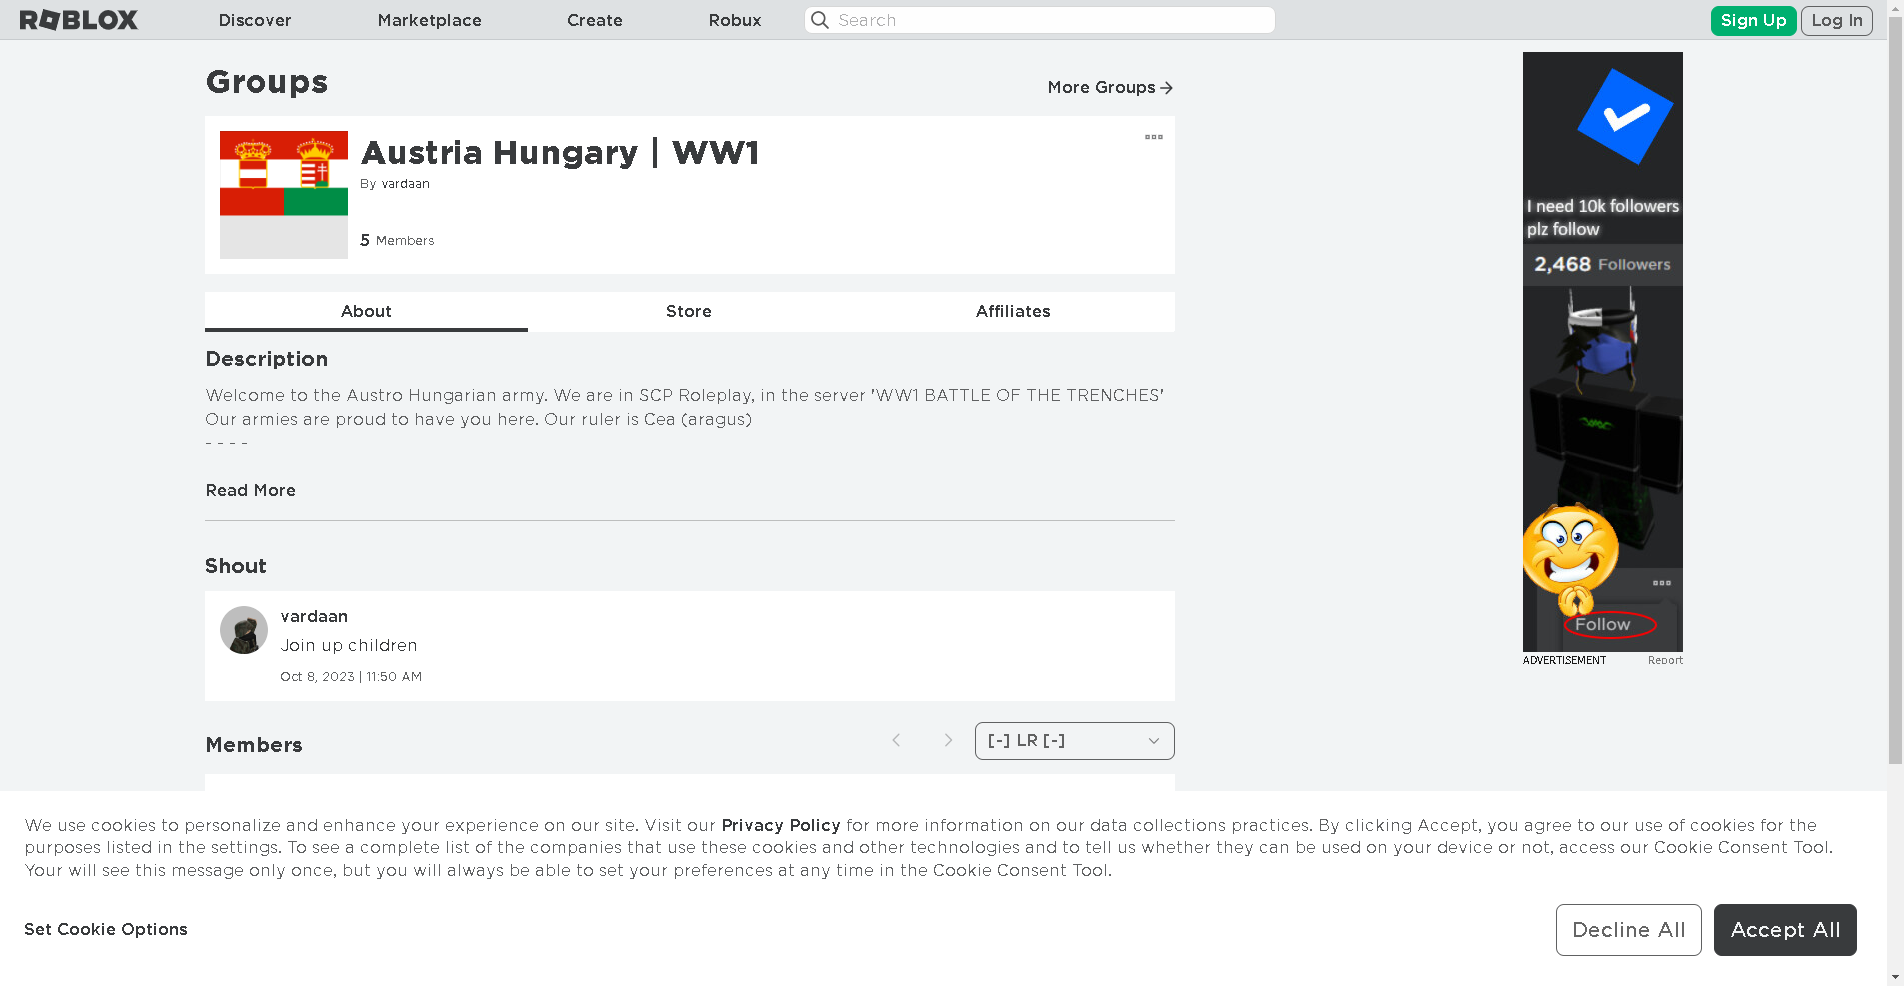 ROBLOX Discover Marketplace Create Robux Search Sign Up Log In
Groups
More Groups
Austria Hungary | WW1
By vardaan
5 Members
About Store Affiliates
Description
Welcome to the Austro Hungarian army. We are in SCP Roleplay, in the server 'WW1 BATTLE OF THE TRENCHES'
Our armies are proud to have you here. Our ruler is Cea (aragus)
- - - -
Read More
Shout
vardaan
Join up children
Oct 8, 2023 | 11:50 AM
Members
[-] LR [-]
I need 10k followers
plz follow
2,468 Followers
Follow
ADVERTISEMENT Report
We use cookies to personalize and enhance your experience on our site. Visit our Privacy Policy for more information on our data collections practices. By clicking Accept, you agree to our use of cookies for the
purposes listed in the settings. To see a complete list of the companies that use these cookies and other technologies and to tell us whether they can be used on your device or not, access our Cookie Consent Tool.
Your will see this message only once, but you will always be able to set your preferences at any time in the Cookie Consent Tool.
Set Cookie Options
Decline All
Accept All